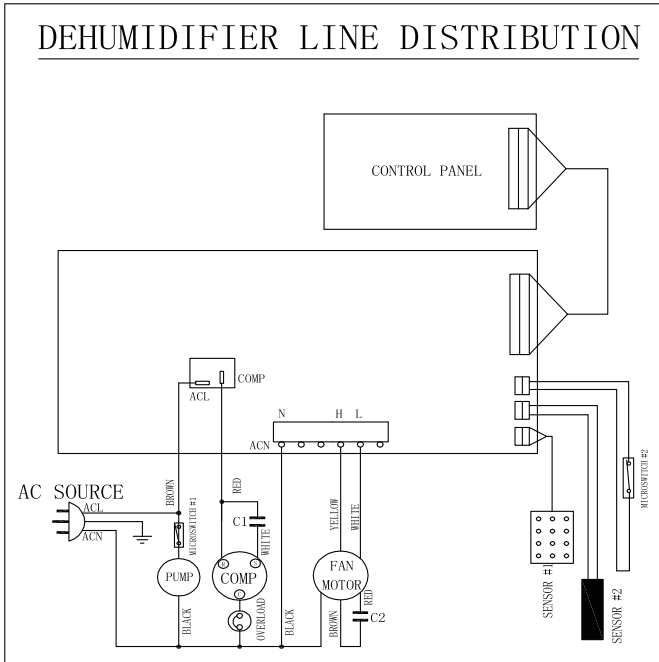 DEHUMIDIFIER LINE DISTRIBUTION
CONTROL PANEL
COMP
ACL
N H L
ACN
AC SOURCE
ACL
ACN
BROWN
MICROSWITCH #1
PUMP
BLACK
RED
C1
WHITE
R S
COMP
C
OVERLOAD
BLACK
YELLOW
WHITE
FAN
MOTOR
BROWN
RED
C2
SENSOR #1
SENSOR #2
MICROSWITCH #2